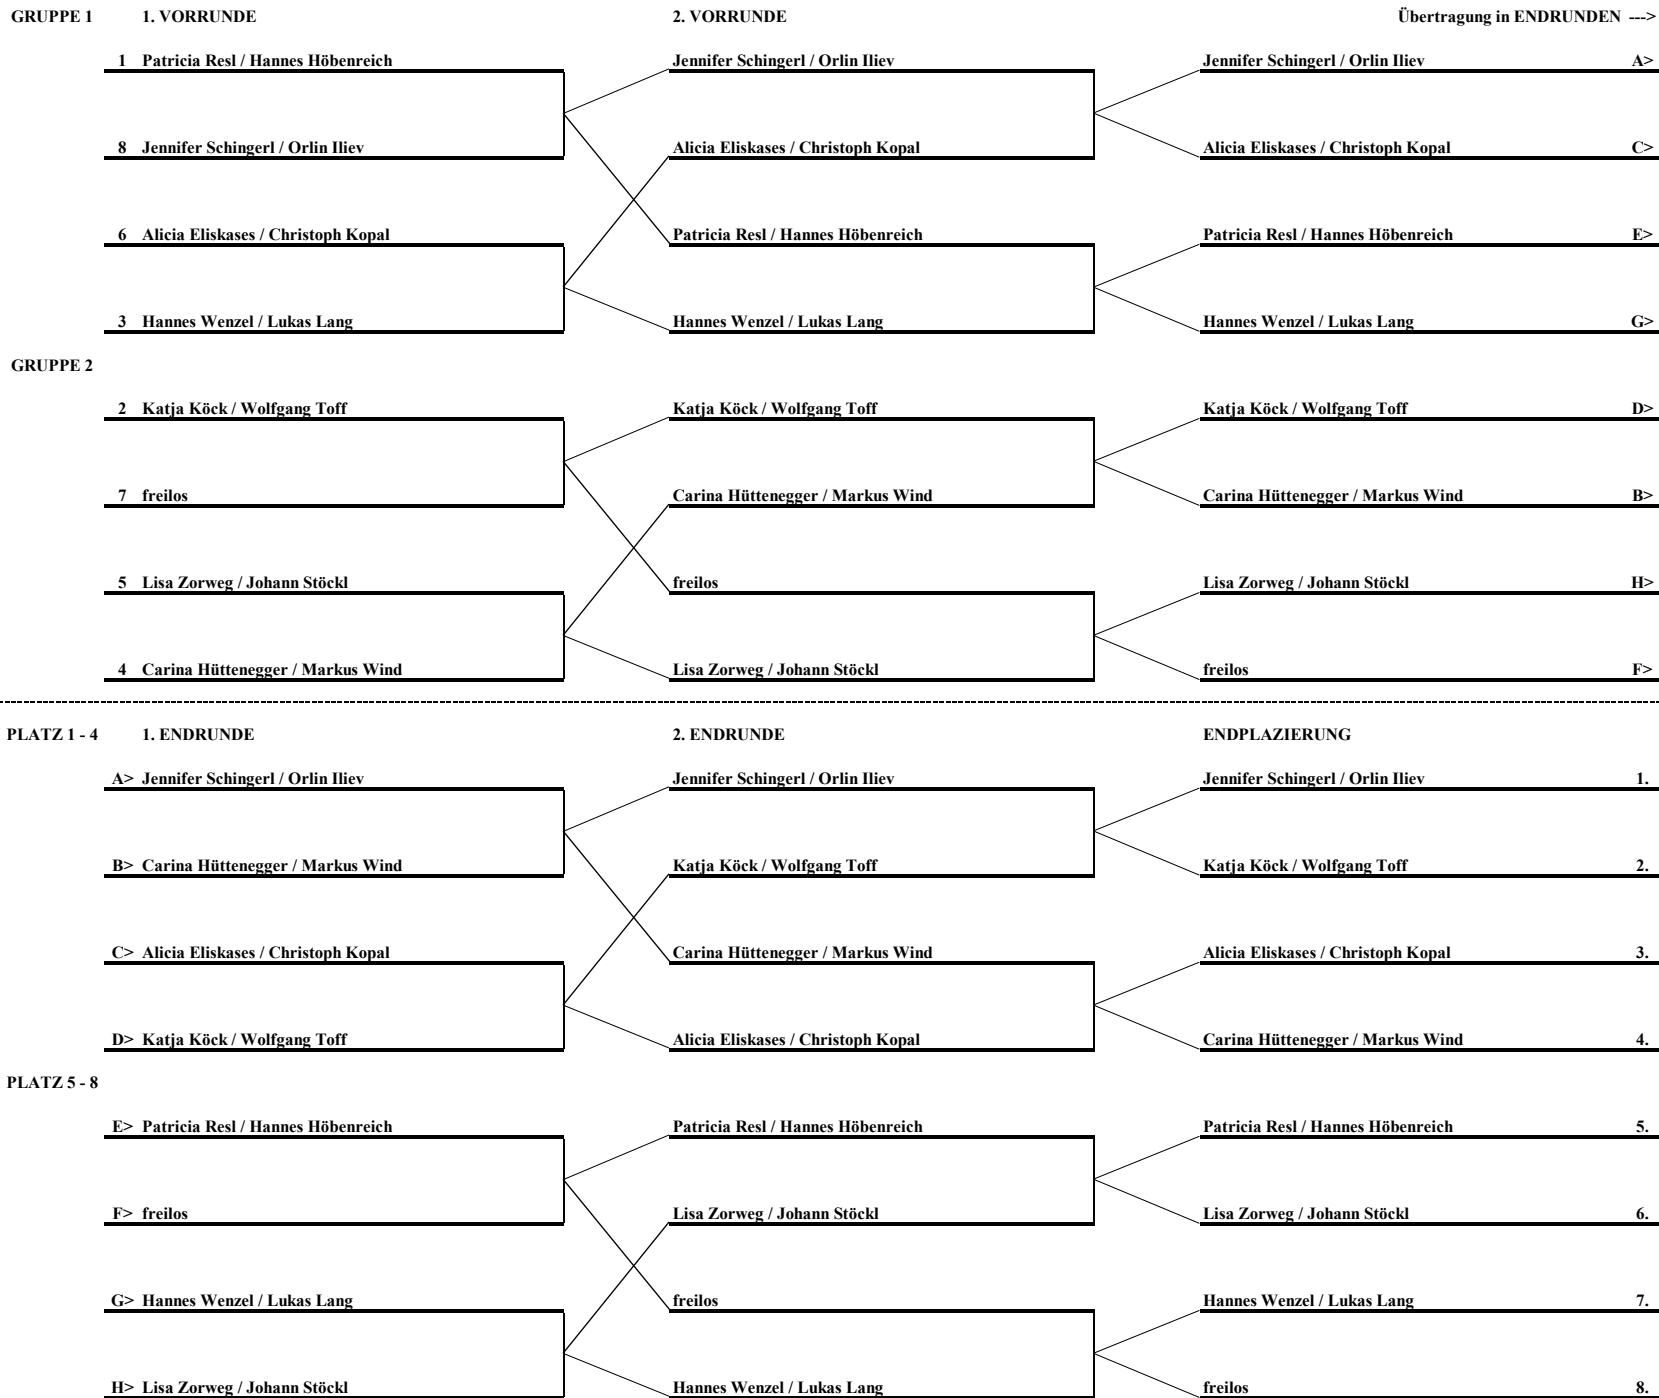 GRUPPE 1 1. VORRUNDE 2. VORRUNDE Übertragung in ENDRUNDEN --->
1 Patricia Resl / Hannes Höbenreich Jennifer Schingerl / Orlin Iliev Jennifer Schingerl / Orlin Iliev A>
8 Jennifer Schingerl / Orlin Iliev Alicia Eliskases / Christoph Kopal Alicia Eliskases / Christoph Kopal C>
6 Alicia Eliskases / Christoph Kopal Patricia Resl / Hannes Höbenreich Patricia Resl / Hannes Höbenreich E>
3 Hannes Wenzel / Lukas Lang Hannes Wenzel / Lukas Lang Hannes Wenzel / Lukas Lang G>
GRUPPE 2
2 Katja Köck / Wolfgang Toff Katja Köck / Wolfgang Toff Katja Köck / Wolfgang Toff D>
7 freilos Carina Hüttenegger / Markus Wind Carina Hüttenegger / Markus Wind B>
5 Lisa Zorweg / Johann Stöckl freilos Lisa Zorweg / Johann Stöckl H>
4 Carina Hüttenegger / Markus Wind Lisa Zorweg / Johann Stöckl freilos F>
PLATZ 1 - 4 1. ENDRUNDE 2. ENDRUNDE ENDPLAZIERUNG
A> Jennifer Schingerl / Orlin Iliev Jennifer Schingerl / Orlin Iliev Jennifer Schingerl / Orlin Iliev 1.
B> Carina Hüttenegger / Markus Wind Katja Köck / Wolfgang Toff Katja Köck / Wolfgang Toff 2.
C> Alicia Eliskases / Christoph Kopal Carina Hüttenegger / Markus Wind Alicia Eliskases / Christoph Kopal 3.
D> Katja Köck / Wolfgang Toff Alicia Eliskases / Christoph Kopal Carina Hüttenegger / Markus Wind 4.
PLATZ 5 - 8
E> Patricia Resl / Hannes Höbenreich Patricia Resl / Hannes Höbenreich Patricia Resl / Hannes Höbenreich 5.
F> freilos Lisa Zorweg / Johann Stöckl Lisa Zorweg / Johann Stöckl 6.
G> Hannes Wenzel / Lukas Lang freilos Hannes Wenzel / Lukas Lang 7.
H> Lisa Zorweg / Johann Stöckl Hannes Wenzel / Lukas Lang freilos 8.